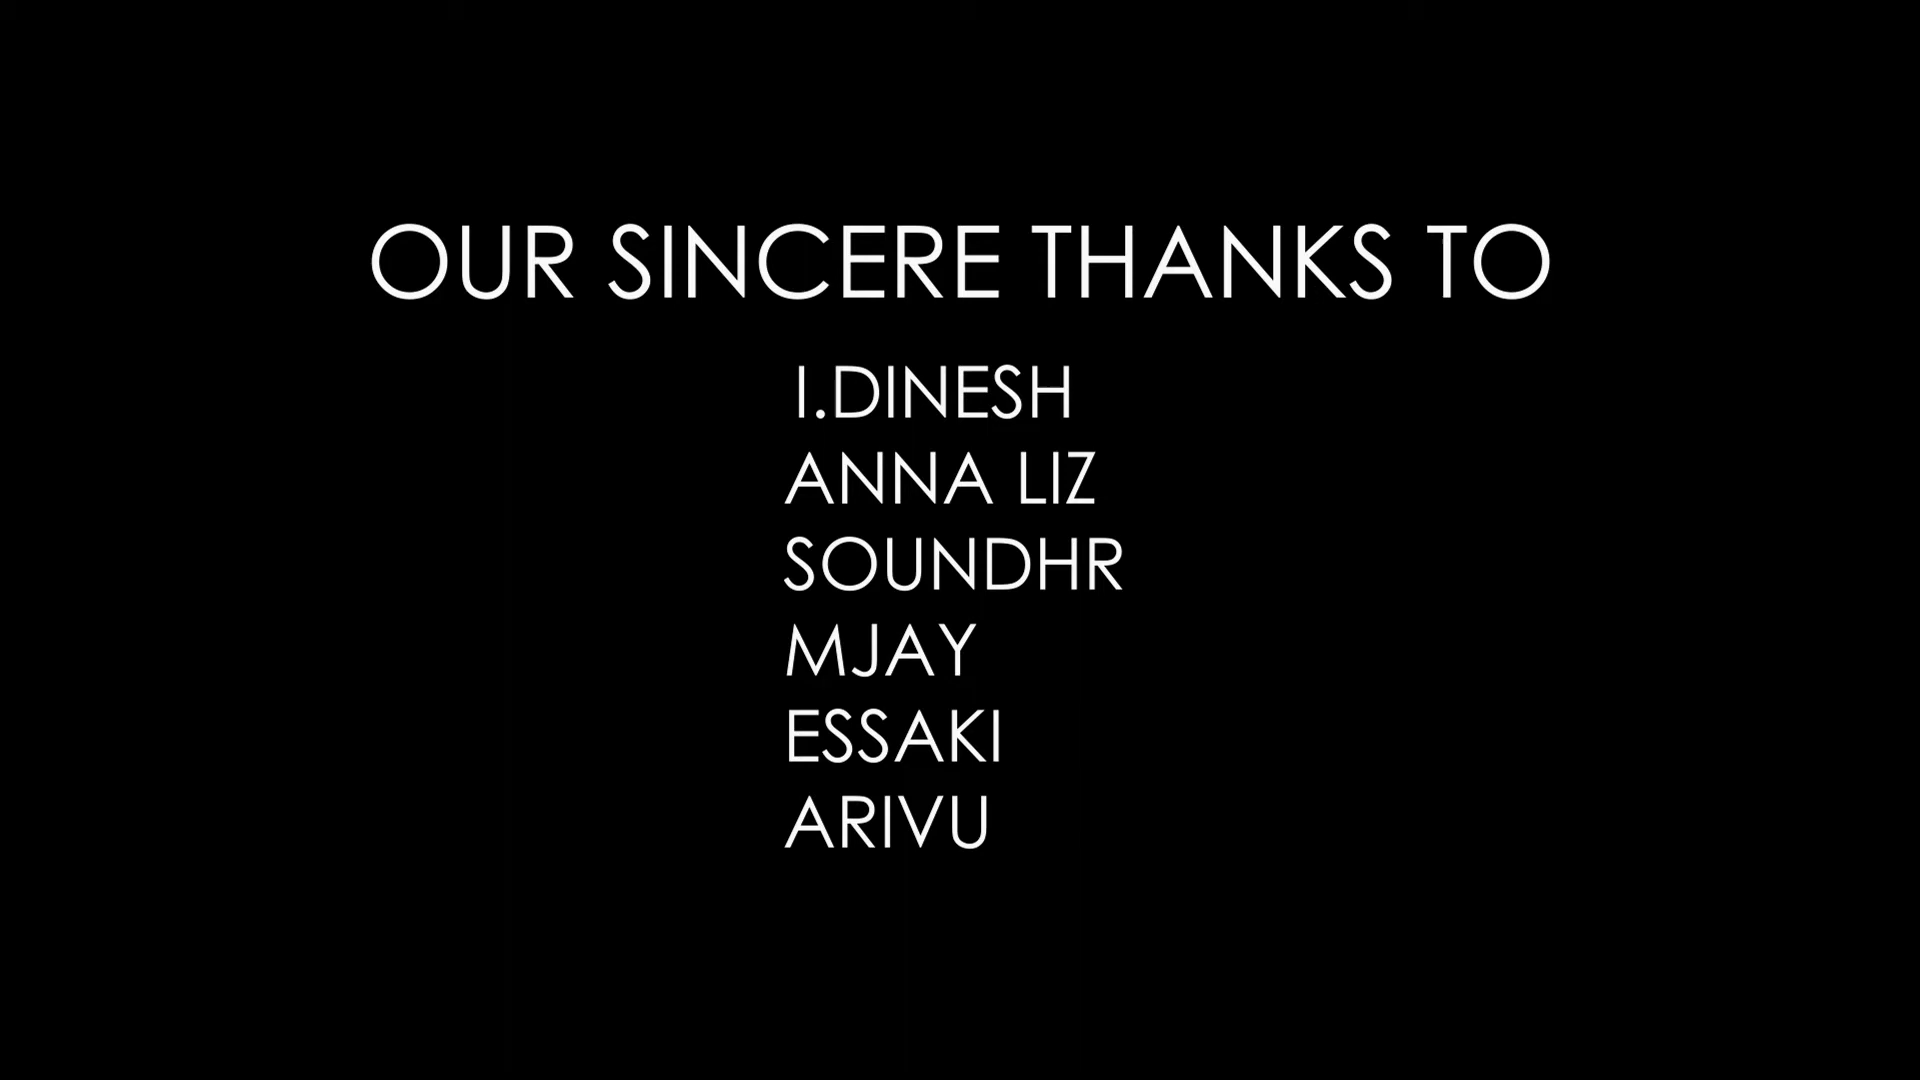 OUR SINCERE THANKS TO
I.DINESH
ANNA LIZ
SOUNDHR
MJAY
ESSAKI
ARIVU